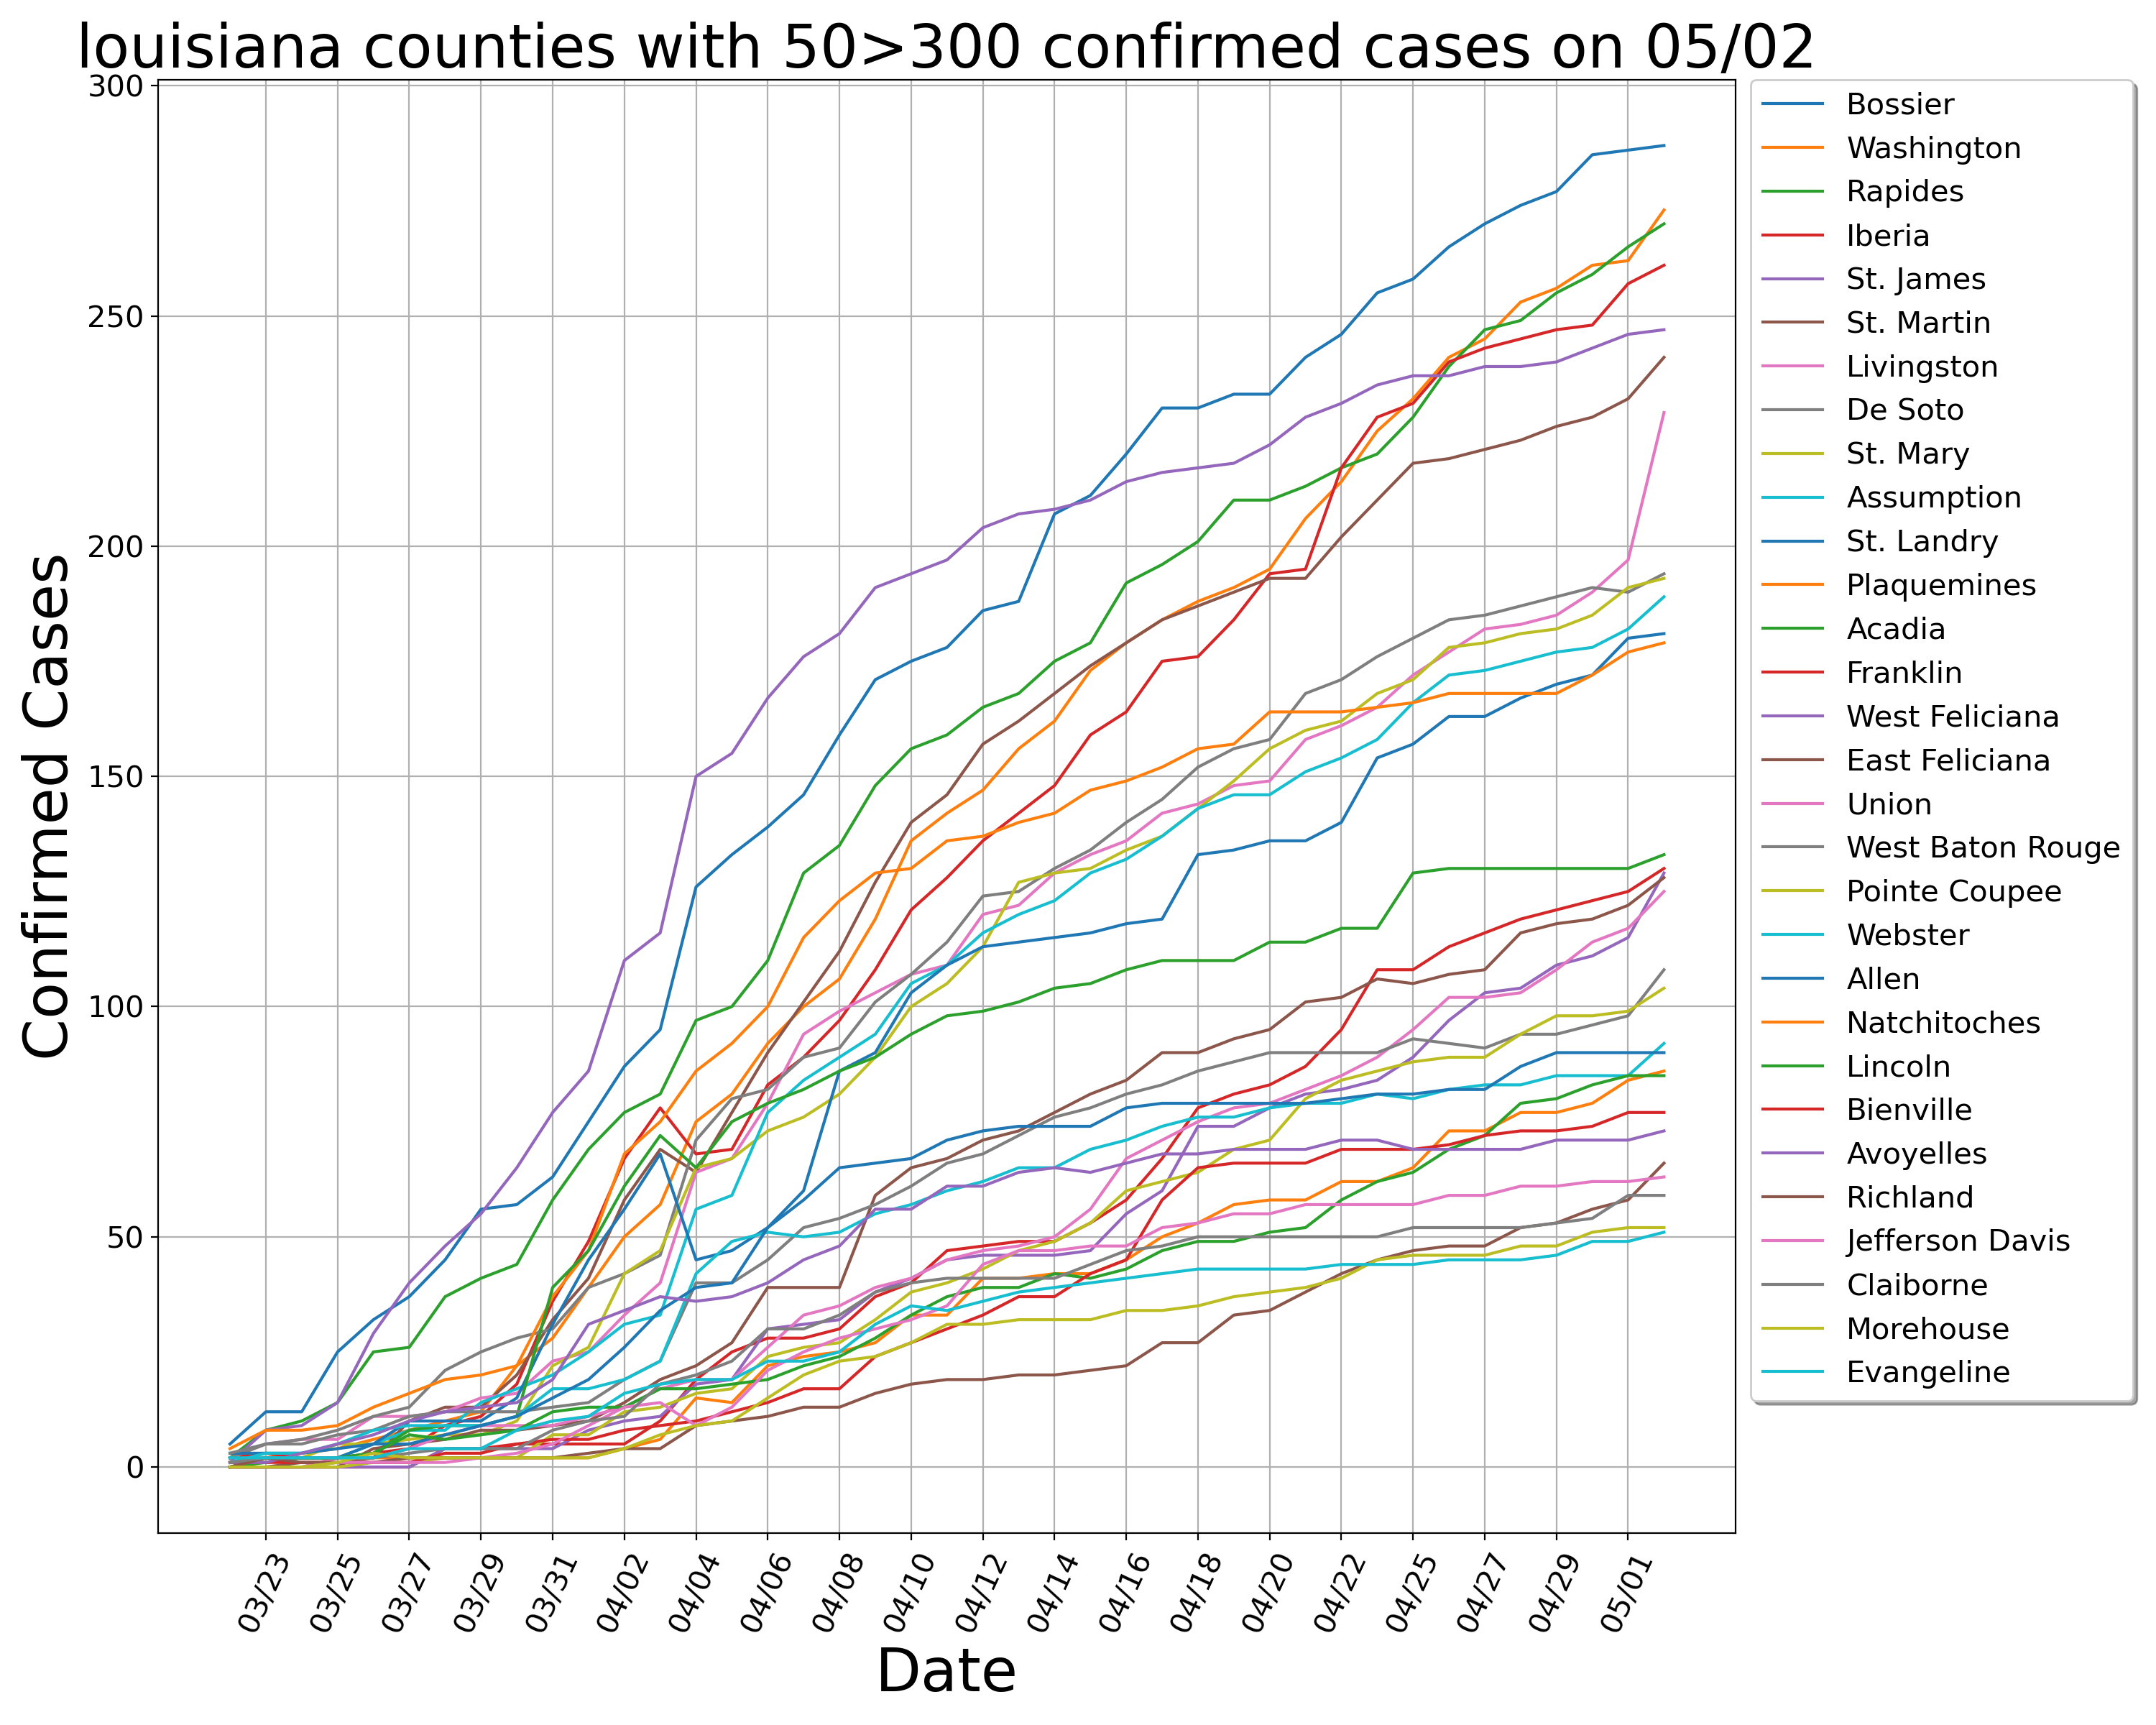 louisiana counties with 50>300 confirmed cases on 05/02
300
250
200
150
100
50
0
Confirmed Cases
03/23
03/25
03/27
03/29
03/31
04/02
04/04
04/06
04/08
04/10
04/12
04/14
04/16
04/18
04/20
04/22
04/25
04/27
04/29
05/01
Date
Bossier
Washington
Rapides
Iberia
St. James
St. Martin
Livingston
De Soto
St. Mary
Assumption
St. Landry
Plaquemines
Acadia
Franklin
West Feliciana
East Feliciana
Union
West Baton Rouge
Pointe Coupee
Webster
Allen
Natchitoches
Lincoln
Bienville
Avoyelles
Richland
Jefferson Davis
Claiborne
Morehouse
Evangeline